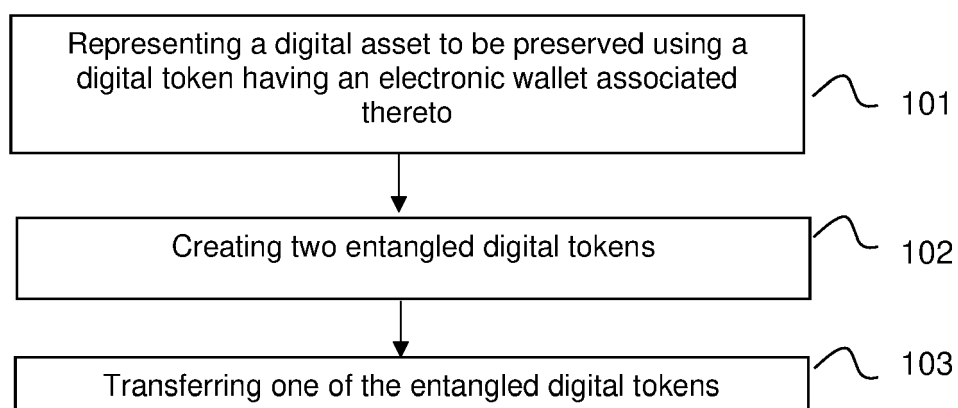 Representing a digital asset to be preserved using a
digital token having an electronic wallet associated
thereto
101
Creating two entangled digital tokens
102
Transferring one of the entangled digital tokens
103